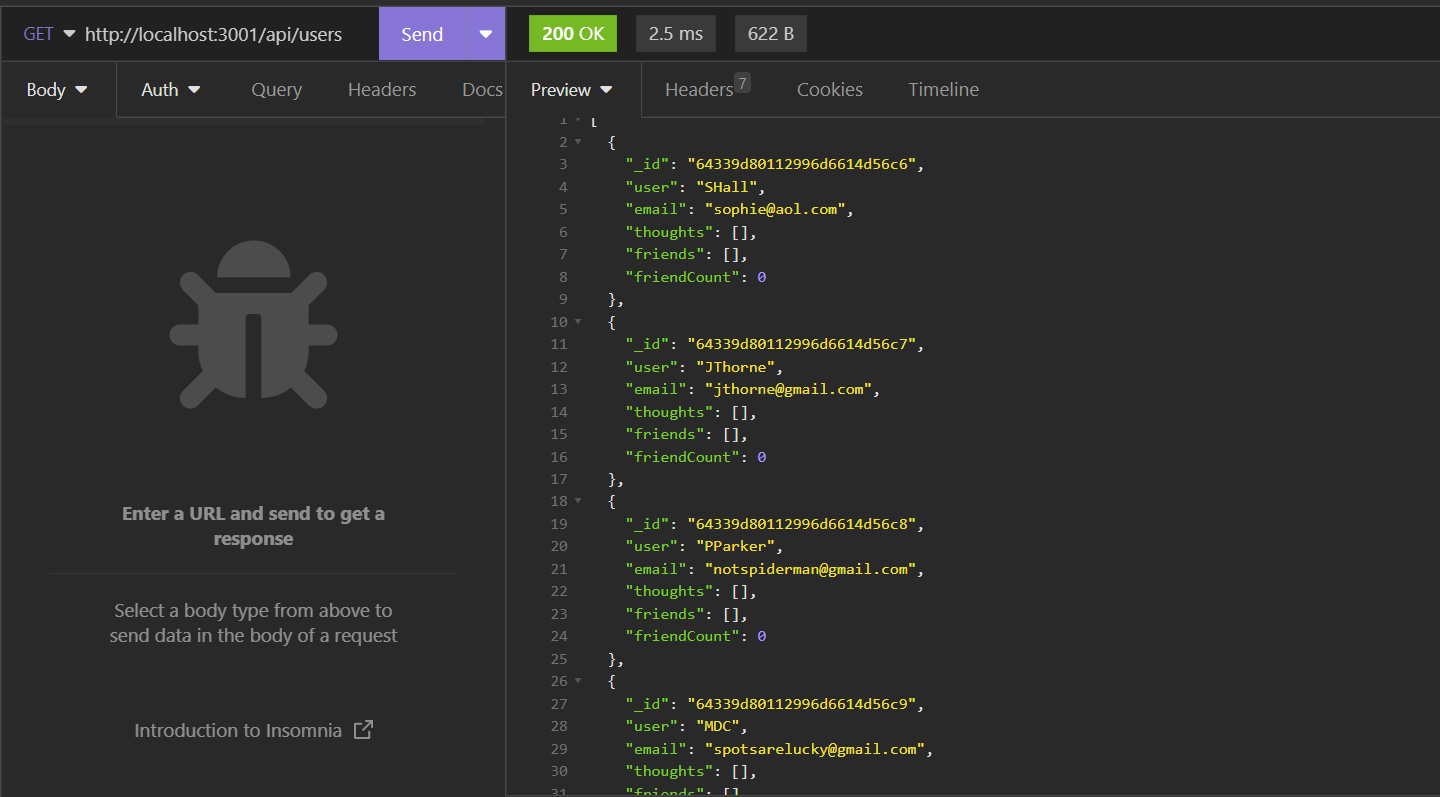 GET http://localhost:3001/api/users Send 200 OK 2.5 ms 622 B
Body Auth Query Headers Docs Preview Headers 7 Cookies Timeline
Enter a URL and send to get a
response
Select a body type from above to
send data in the body of a request
Introduction to Insomnia
1 [
2 {
3 "_id": "64339d80112996d6614d56c6",
4 "user": "SHall",
5 "email": "sophie@aol.com",
6 "thoughts": [],
7 "friends": [],
8 "friendCount": 0
9 },
10 {
11 "_id": "64339d80112996d6614d56c7",
12 "user": "JThorne",
13 "email": "jthorne@gmail.com",
14 "thoughts": [],
15 "friends": [],
16 "friendCount": 0
17 },
18 {
19 "_id": "64339d80112996d6614d56c8",
20 "user": "PParker",
21 "email": "notspiderman@gmail.com",
22 "thoughts": [],
23 "friends": [],
24 "friendCount": 0
25 },
26 {
27 "_id": "64339d80112996d6614d56c9",
28 "user": "MDC",
29 "email": "spotsarelucky@gmail.com",
30 "thoughts": [],
31 "friends": []